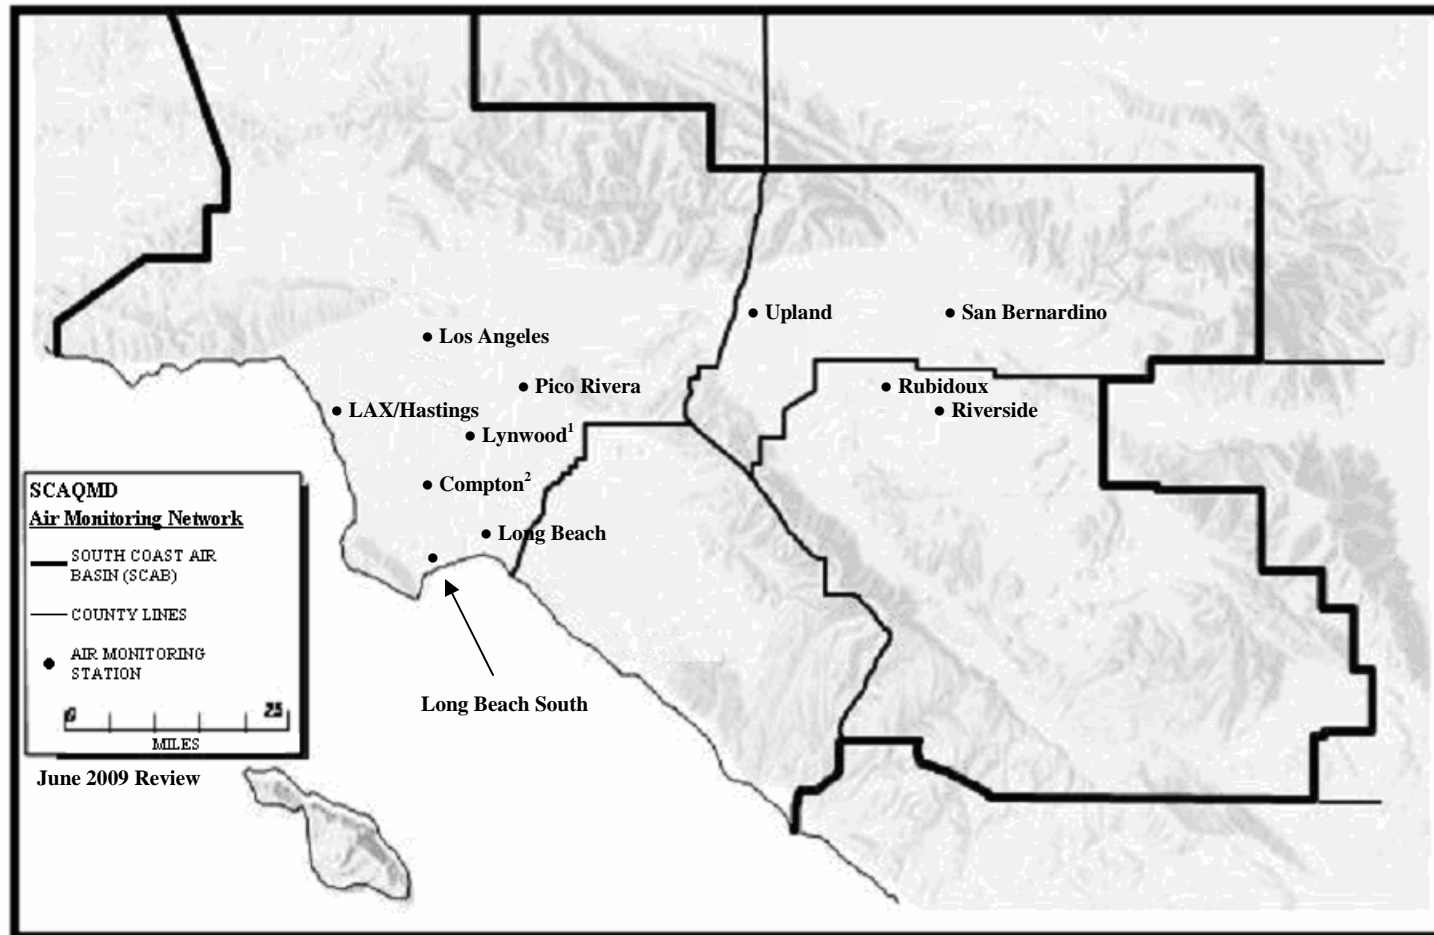 Upland
San Bernardino
Los Angeles
Pico Rivera
Rubidoux
LAX/Hastings
Riverside
Lynwood¹
Compton²
Long Beach
Long Beach South
SCAQMD
Air Monitoring Network
SOUTH COAST AIR
BASIN (SCAB)
COUNTY LINES
AIR MONITORING
STATION
0 25
MILES
June 2009 Review